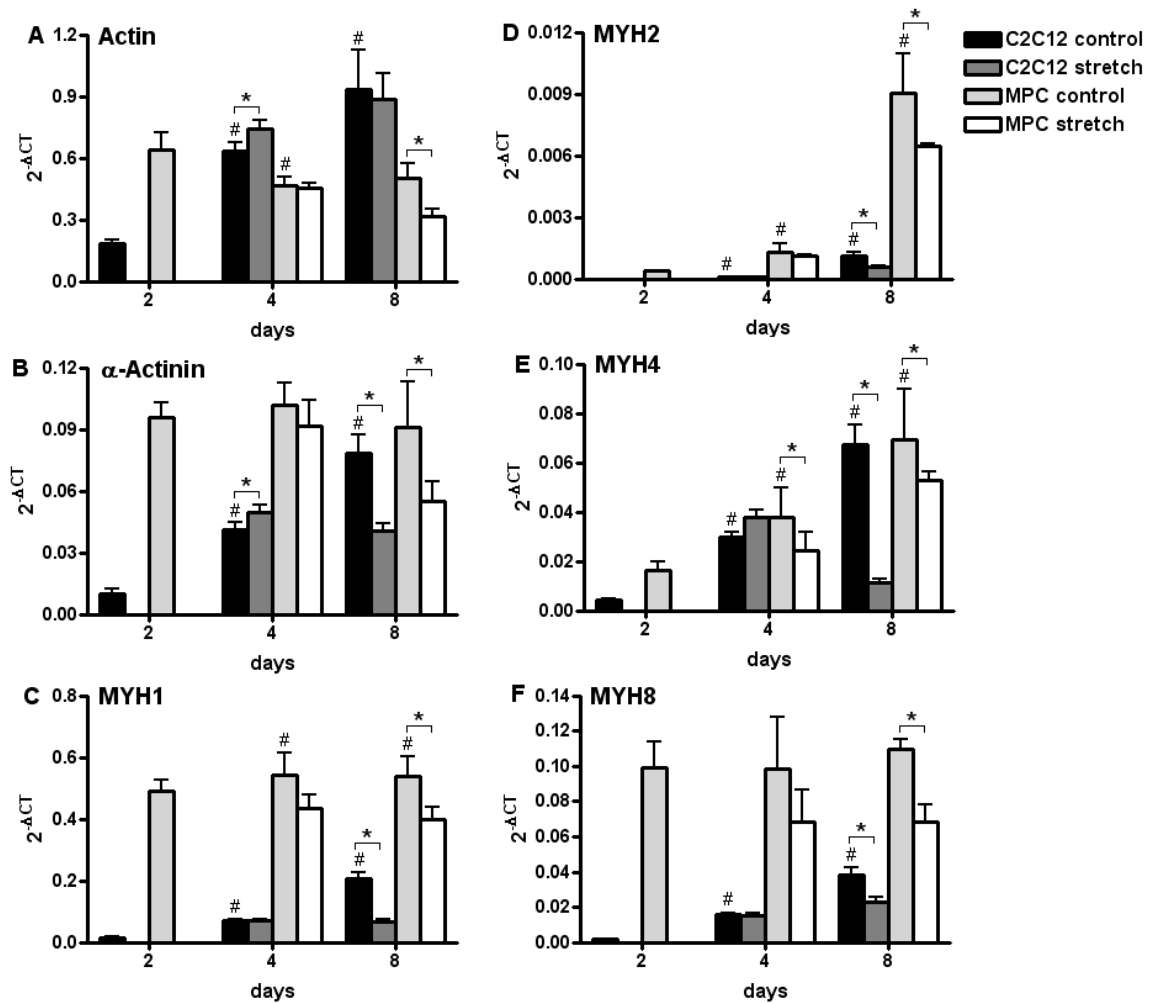 A Actin
1.2
0.9
0.6
0.3
0.0
2^-ΔCT
#
*
#
#
*
2 4 8
days
D MYH2
0.012
0.009
0.006
0.003
0.000
2^-ΔCT
#
#
*
#
*
#
2 4 8
days
C2C12 control
C2C12 stretch
MPC control
MPC stretch
B α-Actinin
0.12
0.09
0.06
0.03
0.00
2^-ΔCT
*
#
*
#
*
2 4 8
days
E MYH4
0.10
0.08
0.06
0.04
0.02
0.00
2^-ΔCT
#
*
#
*
#
*
#
2 4 8
days
C MYH1
0.8
0.6
0.4
0.2
0.0
2^-ΔCT
#
#
*
#
*
#
2 4 8
days
F MYH8
0.14
0.12
0.10
0.08
0.06
0.04
0.02
0.00
2^-ΔCT
#
*
#
*
2 4 8
days